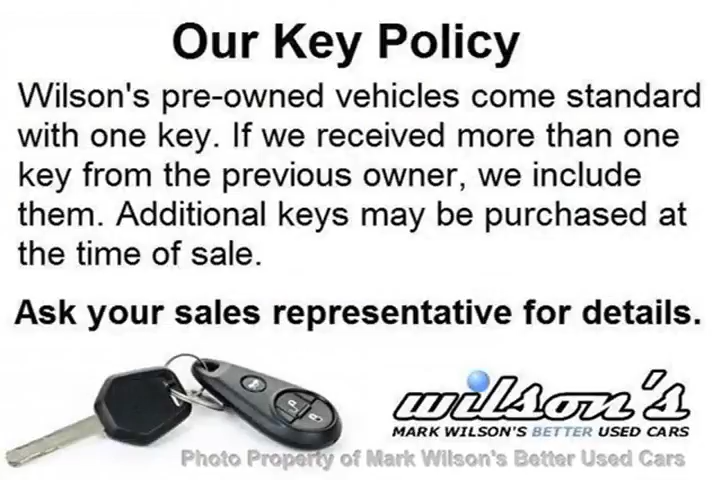 Our Key Policy
Wilson's pre-owned vehicles come standard
with one key. If we received more than one
key from the previous owner, we include
them. Additional keys may be purchased at
the time of sale.
Ask your sales representative for details.
wilson's
MARK WILSON'S BETTER USED CARS
Photo Property of Mark Wilson's Better Used Cars